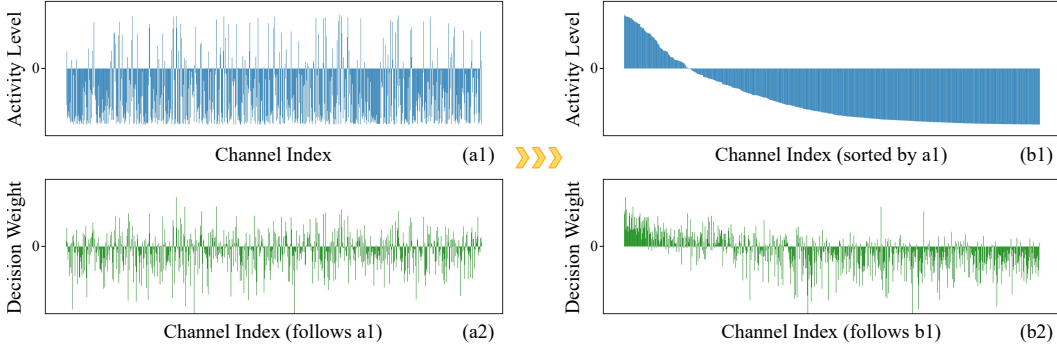 Activity Level
0
Channel Index
(a1)
Activity Level
0
Channel Index (sorted by a1)
(b1)
Decision Weight
0
Channel Index (follows a1)
(a2)
Decision Weight
0
Channel Index (follows b1)
(b2)